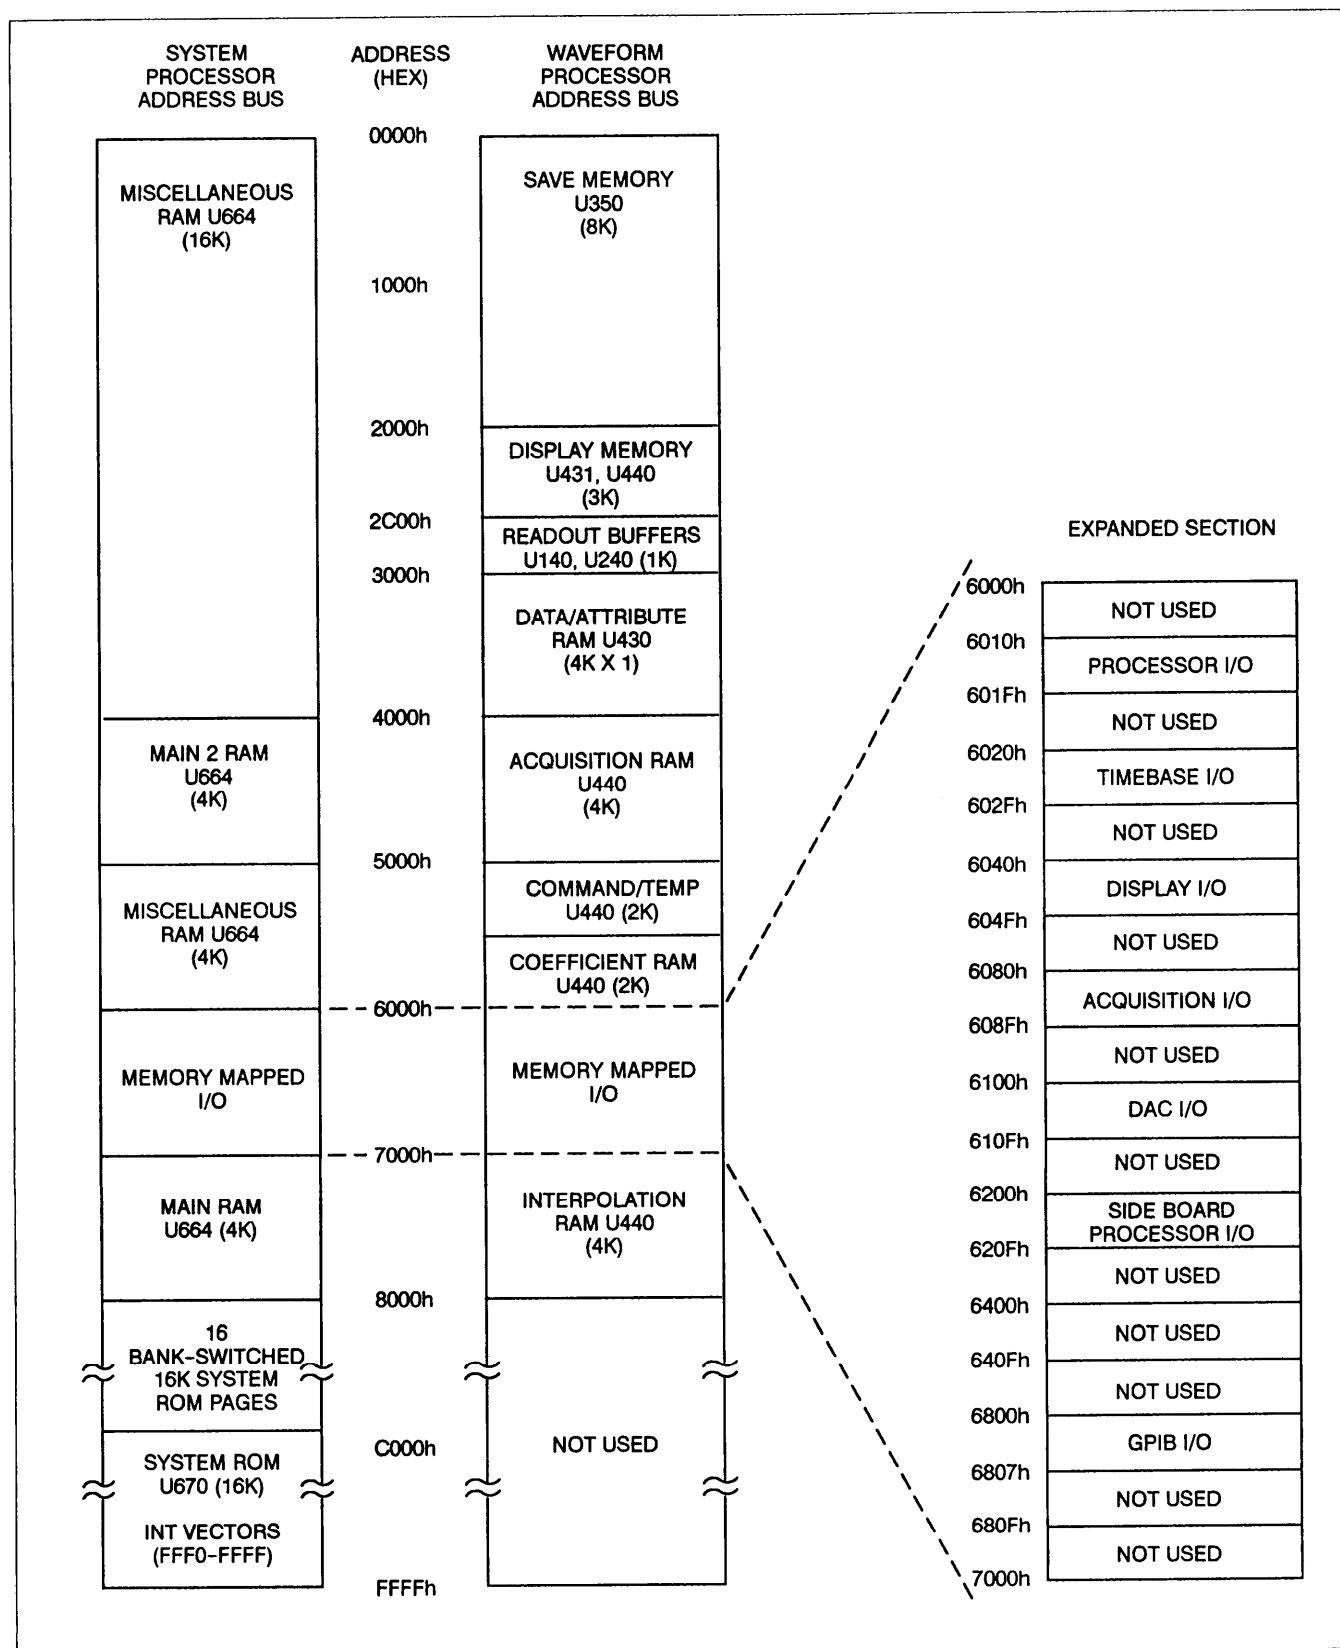 SYSTEM
PROCESSOR
ADDRESS BUS
MISCELLANEOUS
RAM U664
(16K)
MAIN 2 RAM
U664
(4K)
MISCELLANEOUS
RAM U664
(4K)
MEMORY MAPPED
I/O
MAIN RAM
U664 (4K)
16
BANK-SWITCHED
16K SYSTEM
ROM PAGES
SYSTEM ROM
U670 (16K)
INT VECTORS
(FFF0-FFFF)
ADDRESS
(HEX)
0000h
1000h
2000h
2C00h
3000h
4000h
5000h
6000h
7000h
8000h
C000h
FFFFh
WAVEFORM
PROCESSOR
ADDRESS BUS
SAVE MEMORY
U350
(8K)
DISPLAY MEMORY
U431, U440
(3K)
READOUT BUFFERS
U140, U240 (1K)
DATA/ATTRIBUTE
RAM U430
(4K X 1)
ACQUISITION RAM
U440
(4K)
COMMAND/TEMP
U440 (2K)
COEFFICIENT RAM
U440 (2K)
MEMORY MAPPED
I/O
INTERPOLATION
RAM U440
(4K)
NOT USED
EXPANDED SECTION
6000h
NOT USED
6010h
PROCESSOR I/O
601Fh
NOT USED
6020h
TIMEBASE I/O
602Fh
NOT USED
6040h
DISPLAY I/O
604Fh
NOT USED
6080h
ACQUISITION I/O
608Fh
NOT USED
6100h
DAC I/O
610Fh
NOT USED
6200h
SIDE BOARD
PROCESSOR I/O
620Fh
NOT USED
6400h
NOT USED
640Fh
NOT USED
6800h
GPIB I/O
6807h
NOT USED
680Fh
NOT USED
7000h